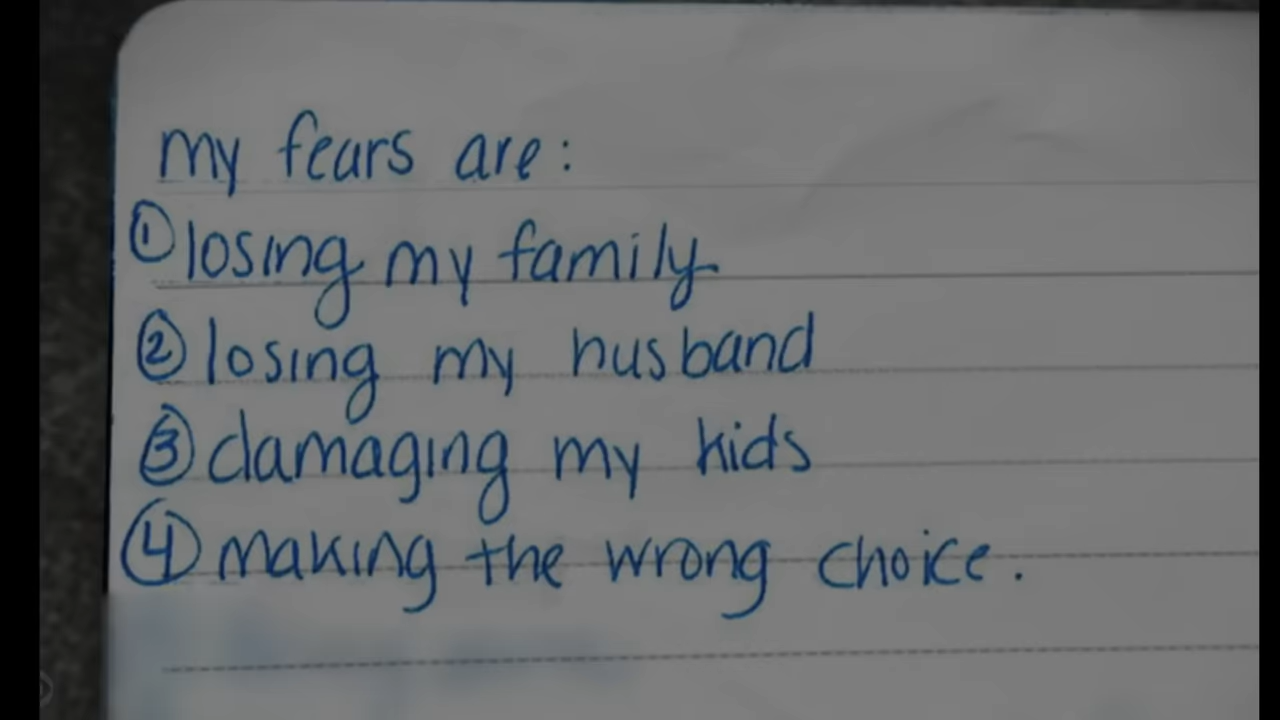 my fears are:
① losing my family
② losing my husband
③ damaging my kids
④ making the wrong choice.